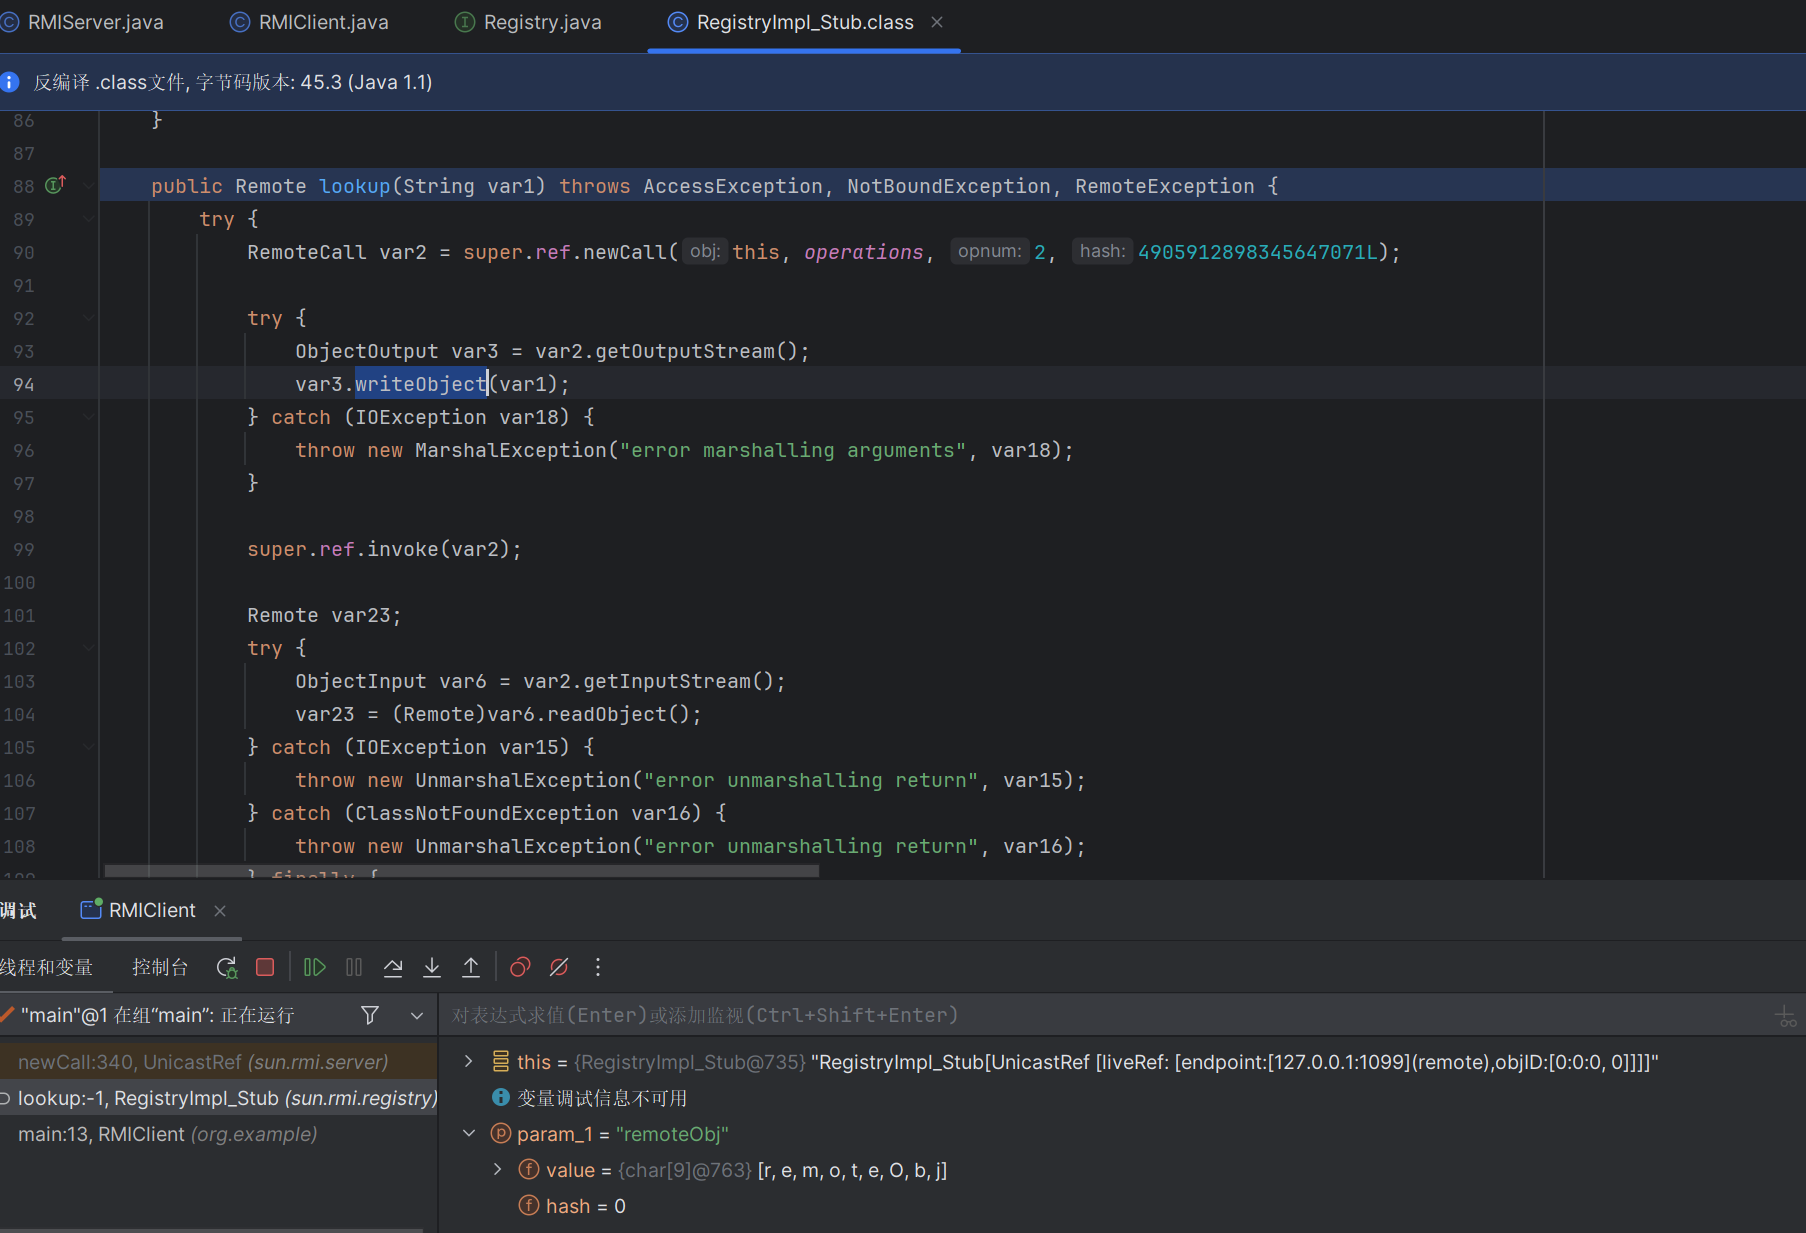 RMIServer.java RMIClient.java Registry.java RegistryImpl_Stub.class
反编译 .class文件, 字节码版本: 45.3 (Java 1.1)
86 }
87
88 public Remote lookup(String var1) throws AccessException, NotBoundException, RemoteException {
89 try {
90 RemoteCall var2 = super.ref.newCall( obj: this, operations, opnum: 2, hash: 4905912898345647071L);
91
92 try {
93 ObjectOutput var3 = var2.getOutputStream();
94 var3.writeObject(var1);
95 } catch (IOException var18) {
96 throw new MarshalException("error marshalling arguments", var18);
97 }
98
99 super.ref.invoke(var2);
100
101 Remote var23;
102 try {
103 ObjectInput var6 = var2.getInputStream();
104 var23 = (Remote)var6.readObject();
105 } catch (IOException var15) {
106 throw new UnmarshalException("error unmarshalling return", var15);
107 } catch (ClassNotFoundException var16) {
108 throw new UnmarshalException("error unmarshalling return", var16);
109 } finally {
调试 RMIClient
线程和变量 控制台
"main"@1 在组“main”: 正在运行
对表达式求值(Enter)或添加监视(Ctrl+Shift+Enter)
newCall:340, UnicastRef (sun.rmi.server)
lookup:-1, RegistryImpl_Stub (sun.rmi.registry)
main:13, RMIClient (org.example)
this = {RegistryImpl_Stub@735} "RegistryImpl_Stub[UnicastRef [liveRef: [endpoint:[127.0.0.1:1099](remote),objID:[0:0:0, 0]]]]"
变量调试信息不可用
param_1 = "remoteObj"
value = {char[9]@763} [r, e, m, o, t, e, O, b, j]
hash = 0